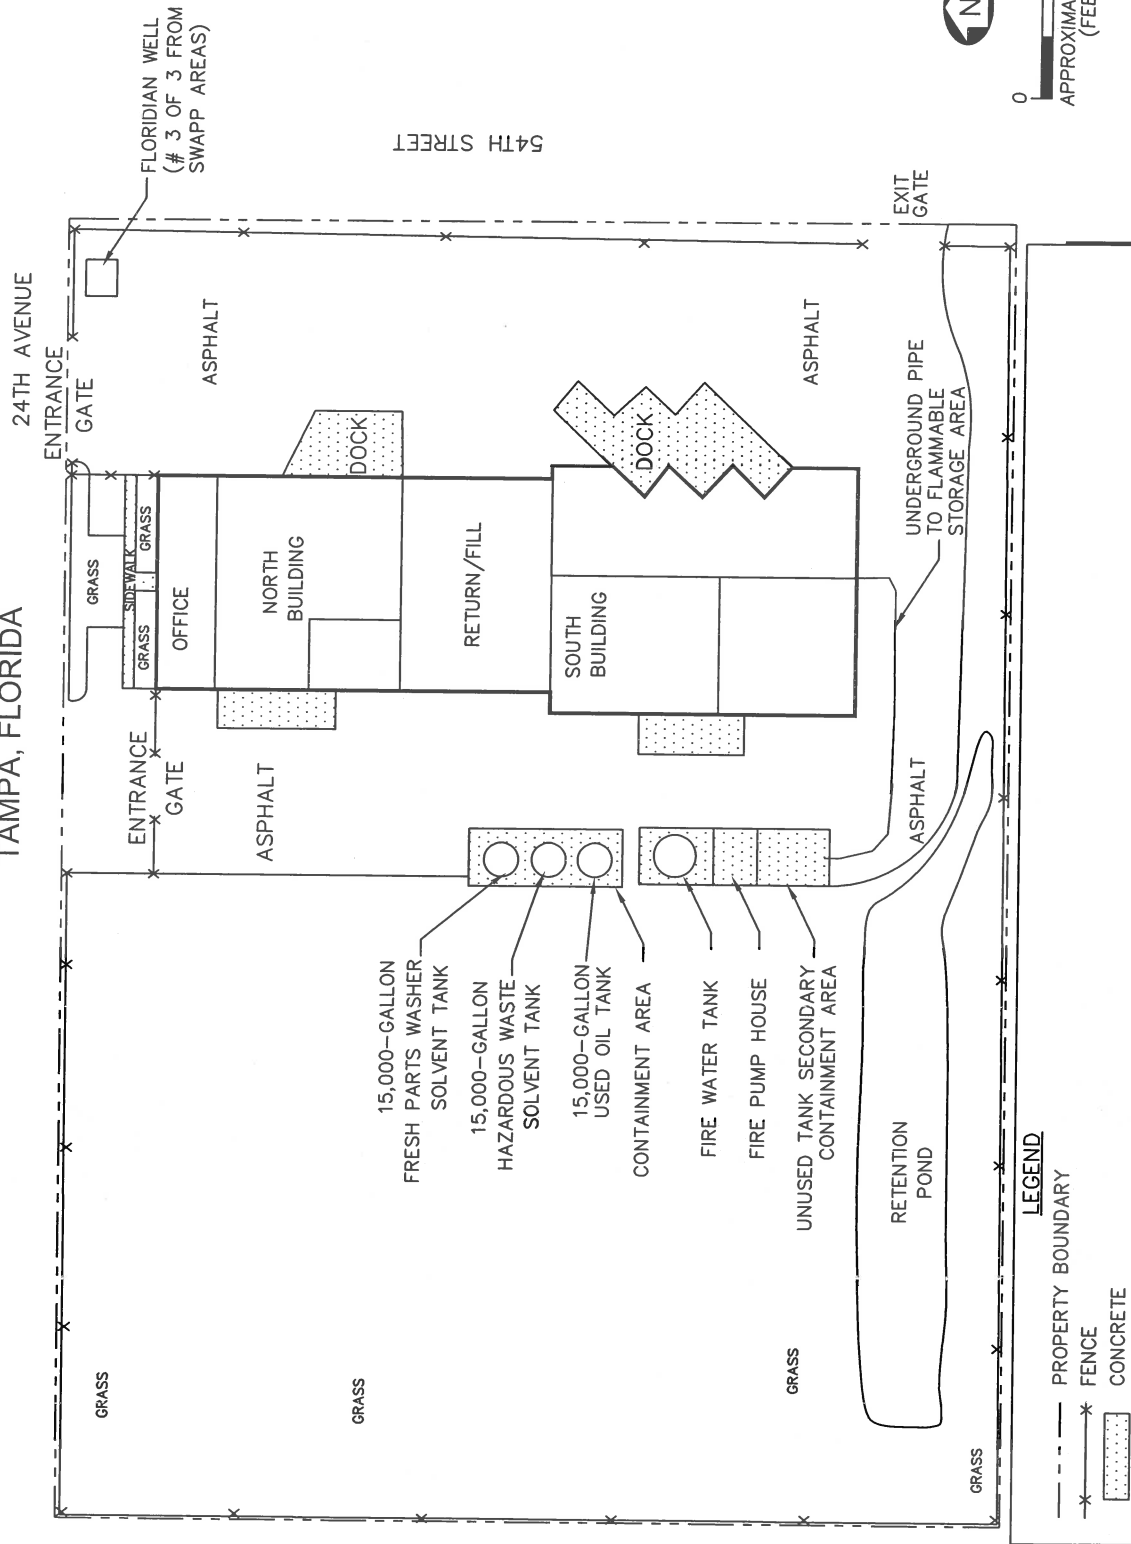 TAMPA, FLORIDA
24TH AVENUE
ENTRANCE
GATE
FLORIDIAN WELL
(# 3 OF 3 FROM
SWAPP AREAS)
54TH STREET
N
0
APPROXIMA
(FEE
GRASS
SIDEWALK
GRASS
GRASS
ENTRANCE
GATE
ASPHALT
OFFICE
NORTH
BUILDING
DOCK
ASPHALT
RETURN/FILL
SOUTH
BUILDING
DOCK
ASPHALT
EXIT
GATE
UNDERGROUND PIPE
TO FLAMMABLE
STORAGE AREA
ASPHALT
15,000-GALLON
FRESH PARTS WASHER
SOLVENT TANK
15,000-GALLON
HAZARDOUS WASTE
SOLVENT TANK
15,000-GALLON
USED OIL TANK
CONTAINMENT AREA
FIRE WATER TANK
FIRE PUMP HOUSE
UNUSED TANK SECONDARY
CONTAINMENT AREA
RETENTION
POND
GRASS
GRASS
GRASS
GRASS
LEGEND
PROPERTY BOUNDARY
FENCE
CONCRETE